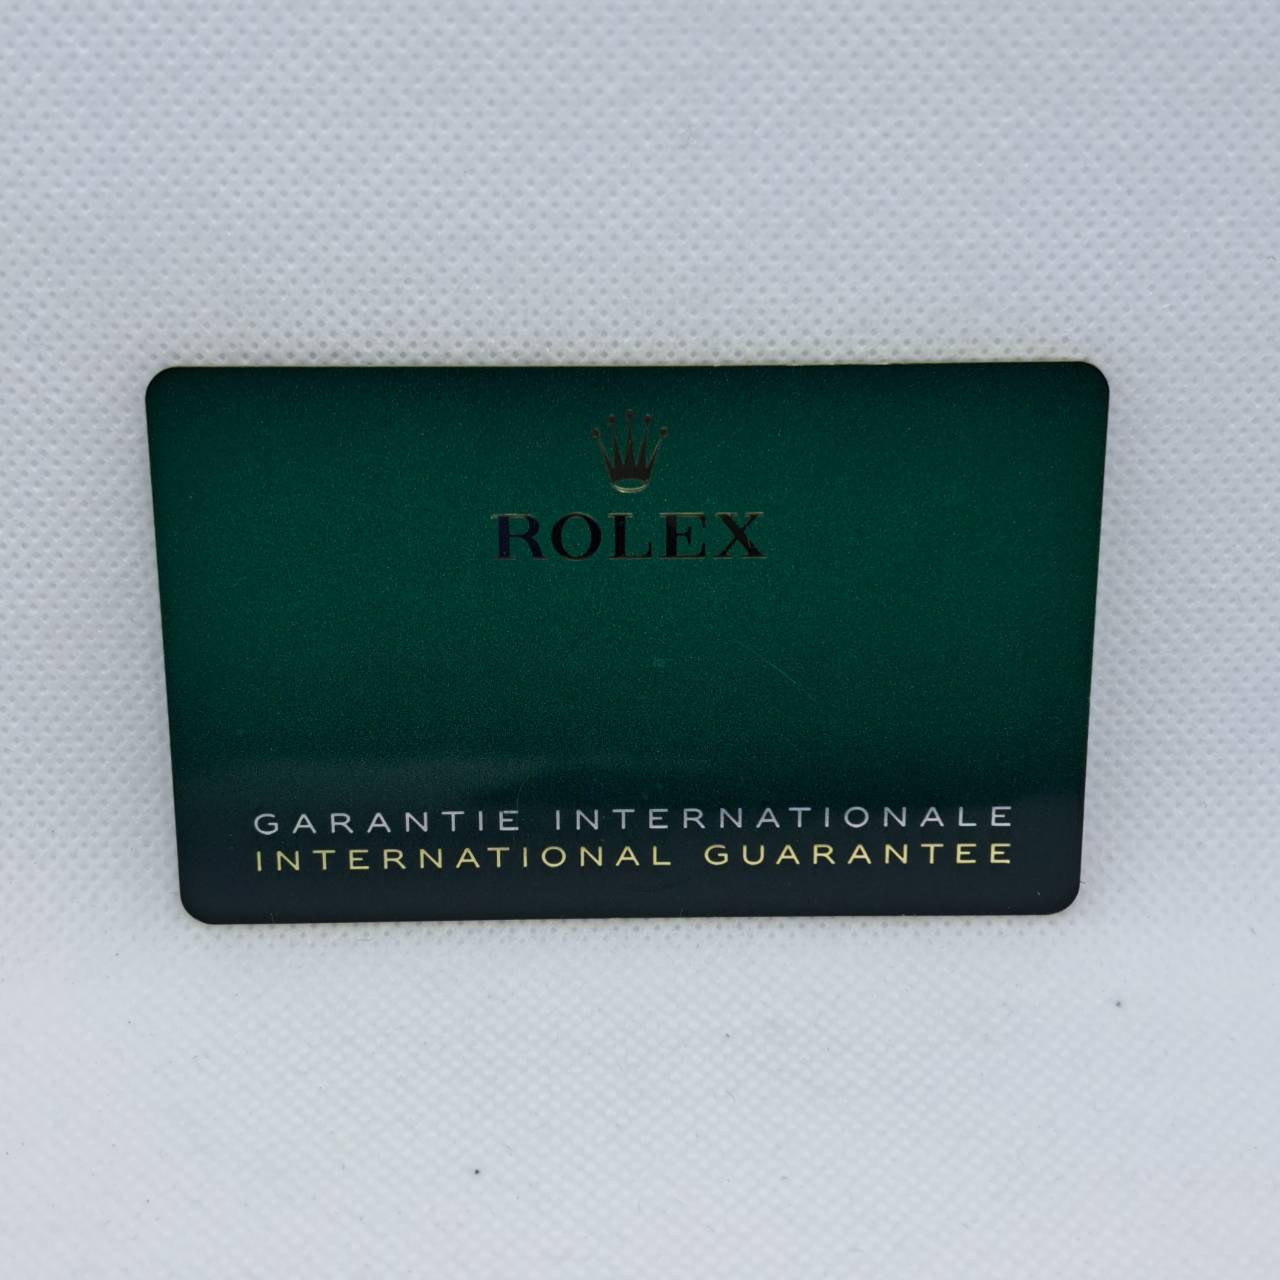 ROLEX
GARANTIE INTERNATIONALE
INTERNATIONAL GUARANTEE